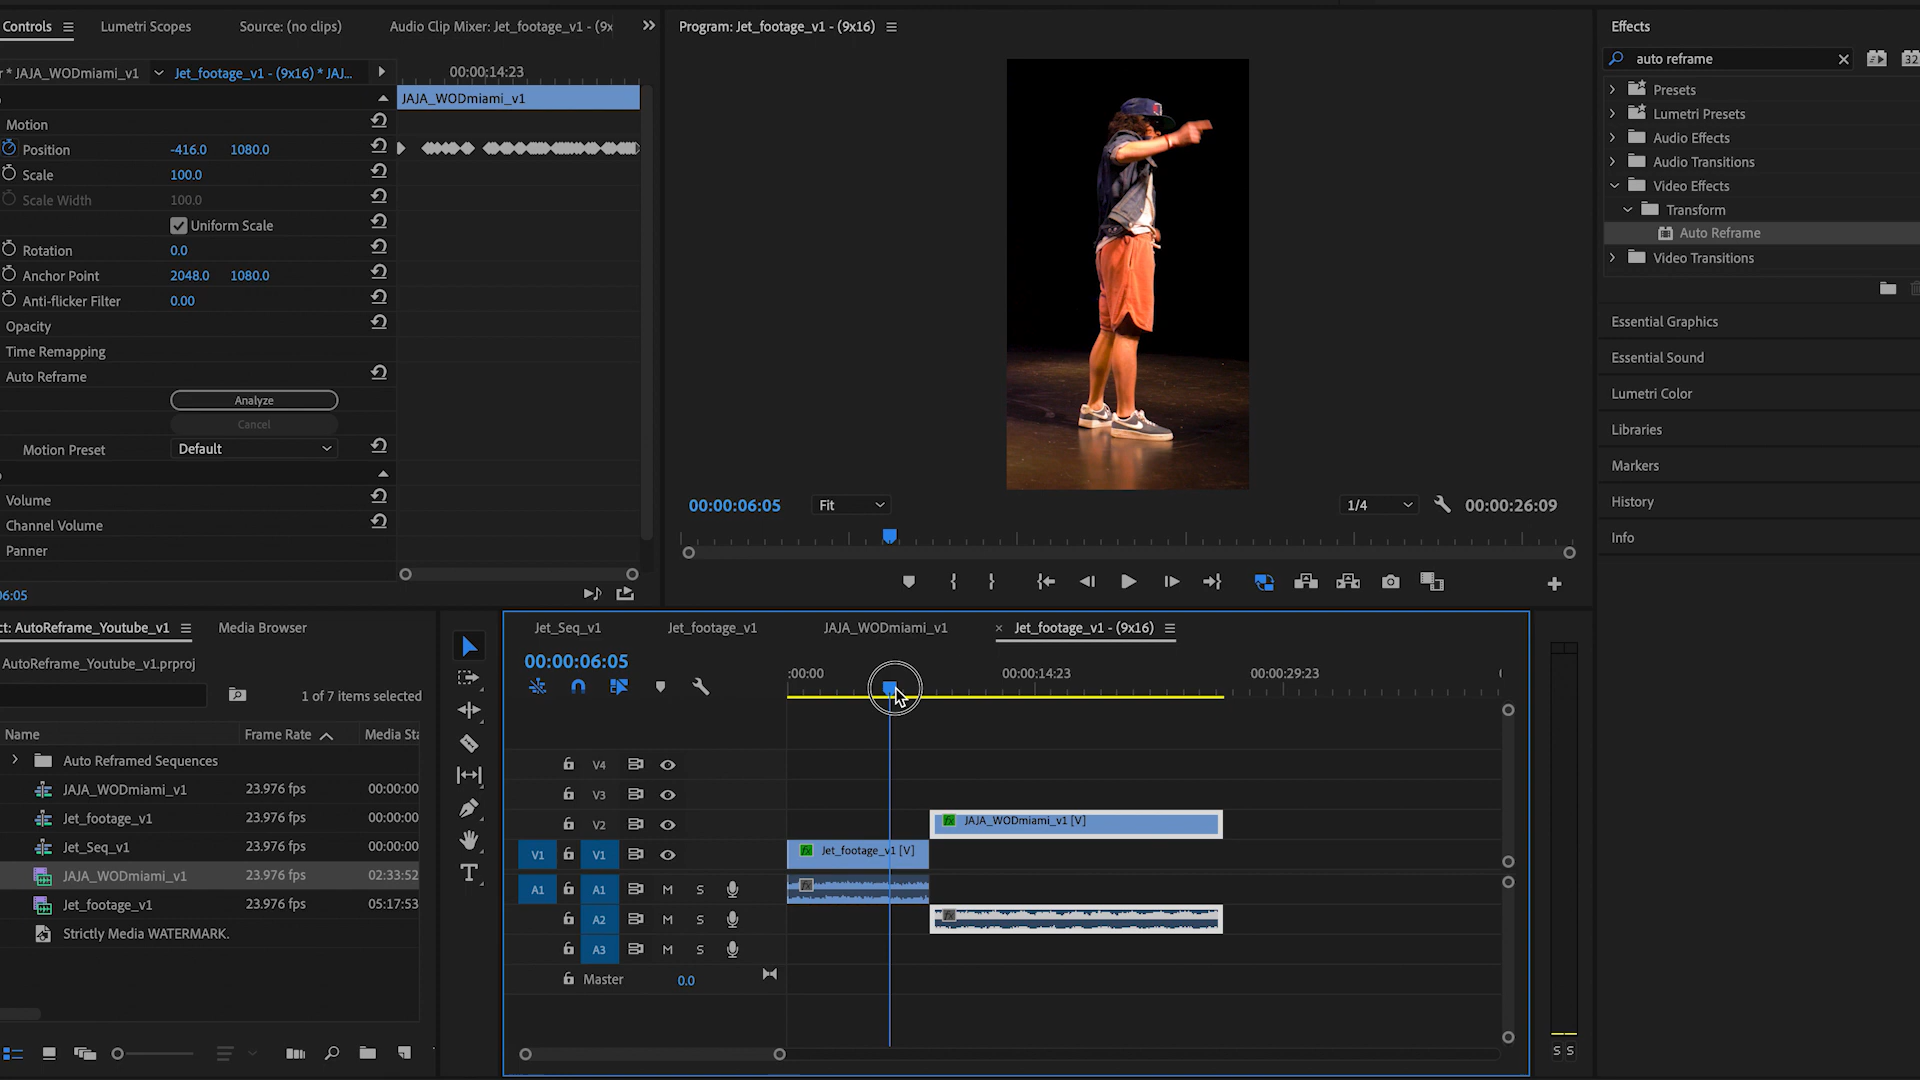 Controls
Lumetri Scopes
Source: (no clips)
Audio Clip Mixer: Jet_footage_v1 - (9x
r * JAJA_WODmiami_v1
Jet_footage_v1 - (9x16) * JAJ...
00:00:14:23
JAJA_WODmiami_v1
Motion
Position -416.0 1080.0
Scale 100.0
Scale Width 100.0
Uniform Scale
Rotation 0.0
Anchor Point 2048.0 1080.0
Anti-flicker Filter 0.00
Opacity
Time Remapping
Auto Reframe
Analyze
Cancel
Motion Preset Default
Volume
Channel Volume
Panner
06:05
Program: Jet_footage_v1 - (9x16)
00:00:06:05
Fit
1/4
00:00:26:09
Effects
auto reframe
32
Presets
Lumetri Presets
Audio Effects
Audio Transitions
Video Effects
Transform
Auto Reframe
Video Transitions
Essential Graphics
Essential Sound
Lumetri Color
Libraries
Markers
History
Info
ct: AutoReframe_Youtube_v1
Media Browser
AutoReframe_Youtube_v1.prproj
1 of 7 items selected
Name Frame Rate Media Sta
Auto Reframed Sequences
JAJA_WODmiami_v1 23.976 fps 00:00:00
Jet_footage_v1 23.976 fps 00:00:00
Jet_Seq_v1 23.976 fps 00:00:00
JAJA_WODmiami_v1 23.976 fps 02:33:52
Jet_footage_v1 23.976 fps 05:17:53
Strictly Media WATERMARK.
Jet_Seq_v1
Jet_footage_v1
JAJA_WODmiami_v1
× Jet_footage_v1 - (9x16)
00:00:06:05
:00:00
00:00:14:23
00:00:29:23
V4
V3
V2
JAJA_WODmiami_v1 [V]
V1 V1
Jet_footage_v1 [V]
A1 A1 M S
A2 M S
A3 M S
Master 0.0
S S